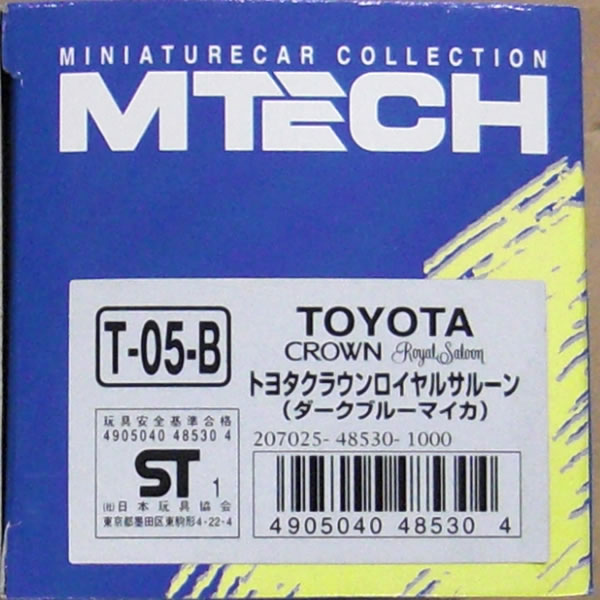 MINIATURECAR COLLECTION
MTECH
T-05-B
TOYOTA
CROWN Royal Saloon
トヨタクラウンロイヤルサルーン
(ダークブルーマイカ)
207025-48530-1000
玩具安全基準合格
4905040 48530 4
ST 1
(社)日本玩具協会
東京都墨田区東駒形4-22-4
4905040 48530 4